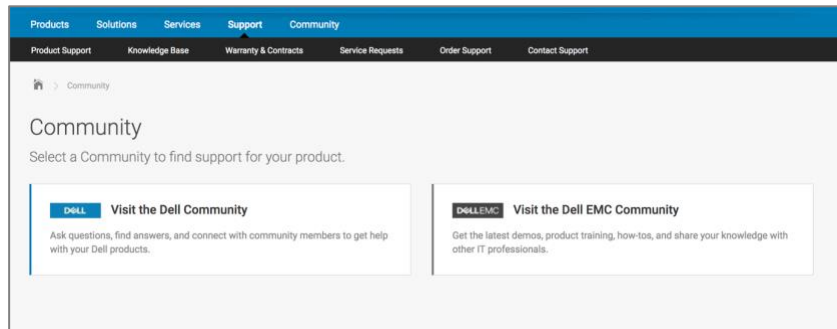 Products Solutions Services Support Community
Product Support Knowledge Base Warranty & Contracts Service Requests Order Support Contact Support
> Community
Community
Select a Community to find support for your product.
DELL Visit the Dell Community
Ask questions, find answers, and connect with community members to get help
with your Dell products.
DELLEMC Visit the Dell EMC Community
Get the latest demos, product training, how-tos, and share your knowledge with
other IT professionals.